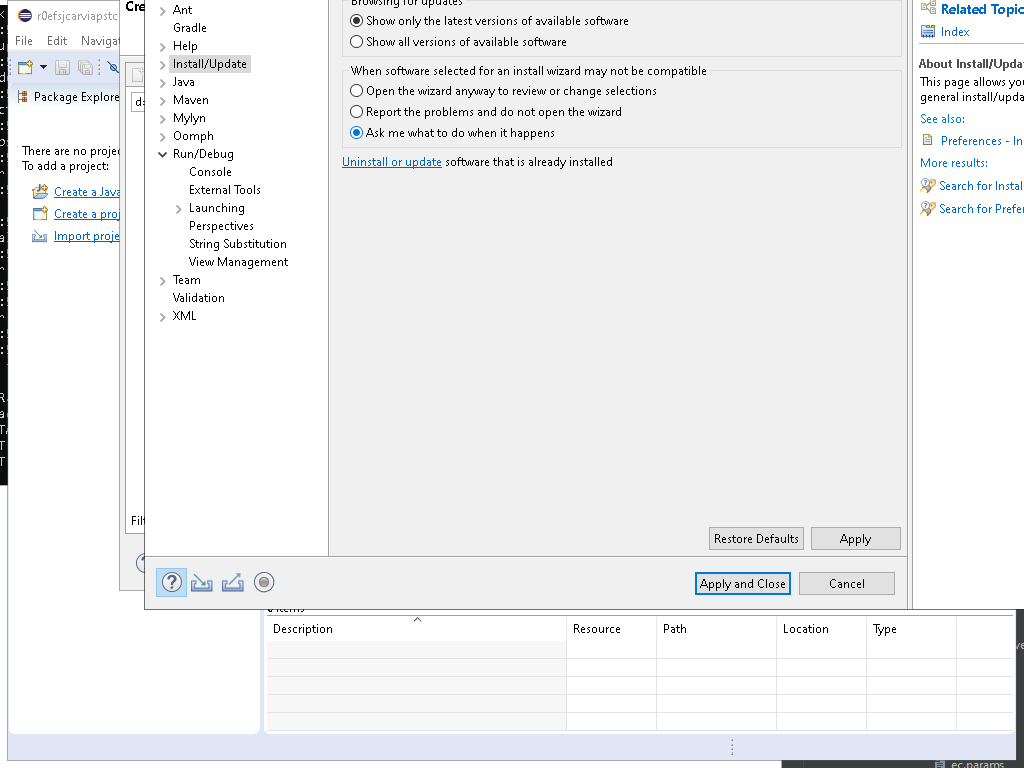 r0efsjcarviapstc
File Edit Navigat
Package Explore
There are no projec
To add a project:
Create a Java
Create a proj
Import proje
Cre
Filt
Ant
Gradle
Help
Install/Update
Java
Maven
Mylyn
Oomph
Run/Debug
Console
External Tools
Launching
Perspectives
String Substitution
View Management
Team
Validation
XML
Browsing for updates
Show only the latest versions of available software
Show all versions of available software
When software selected for an install wizard may not be compatible
Open the wizard anyway to review or change selections
Report the problems and do not open the wizard
Ask me what to do when it happens
Uninstall or update software that is already installed
Restore Defaults Apply
Apply and Close Cancel
Related Topic
Index
About Install/Updat
This page allows you
general install/upda
See also:
Preferences - In
More results:
Search for Instal
Search for Prefer
0 items
Description Resource Path Location Type
ec.params